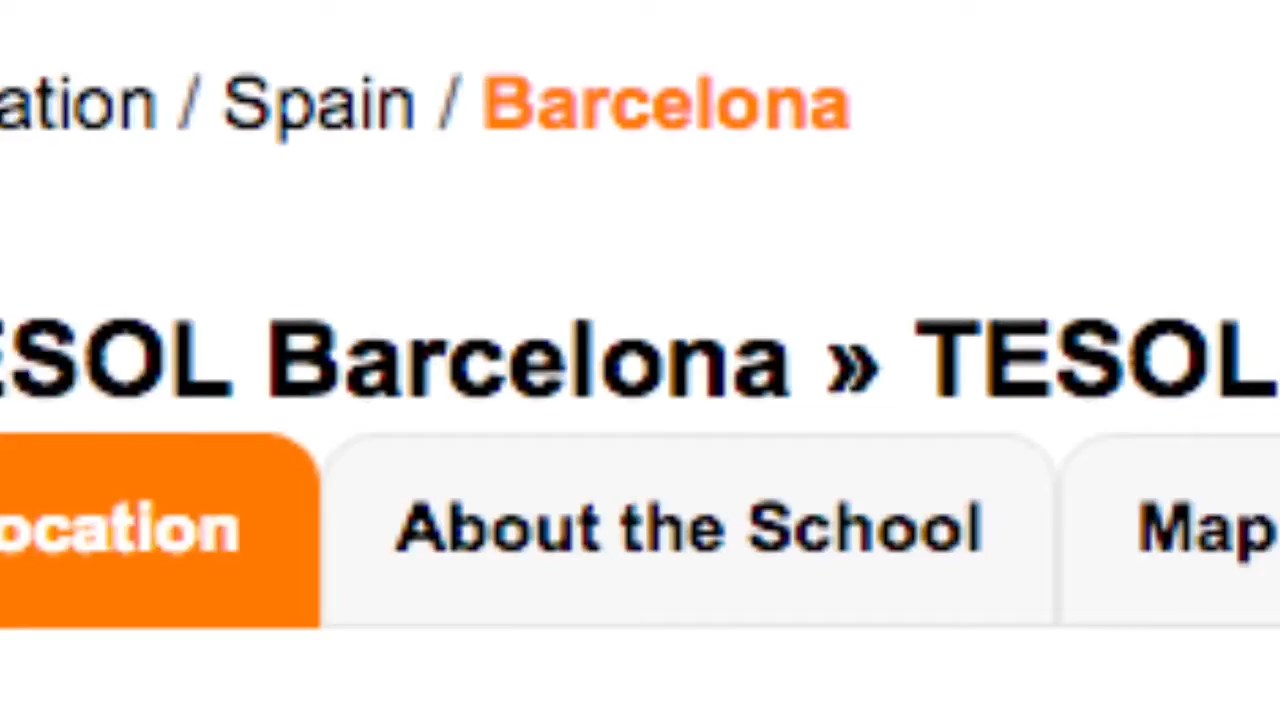 ation / Spain / Barcelona
ESOL Barcelona » TESOL
ocation About the School Map